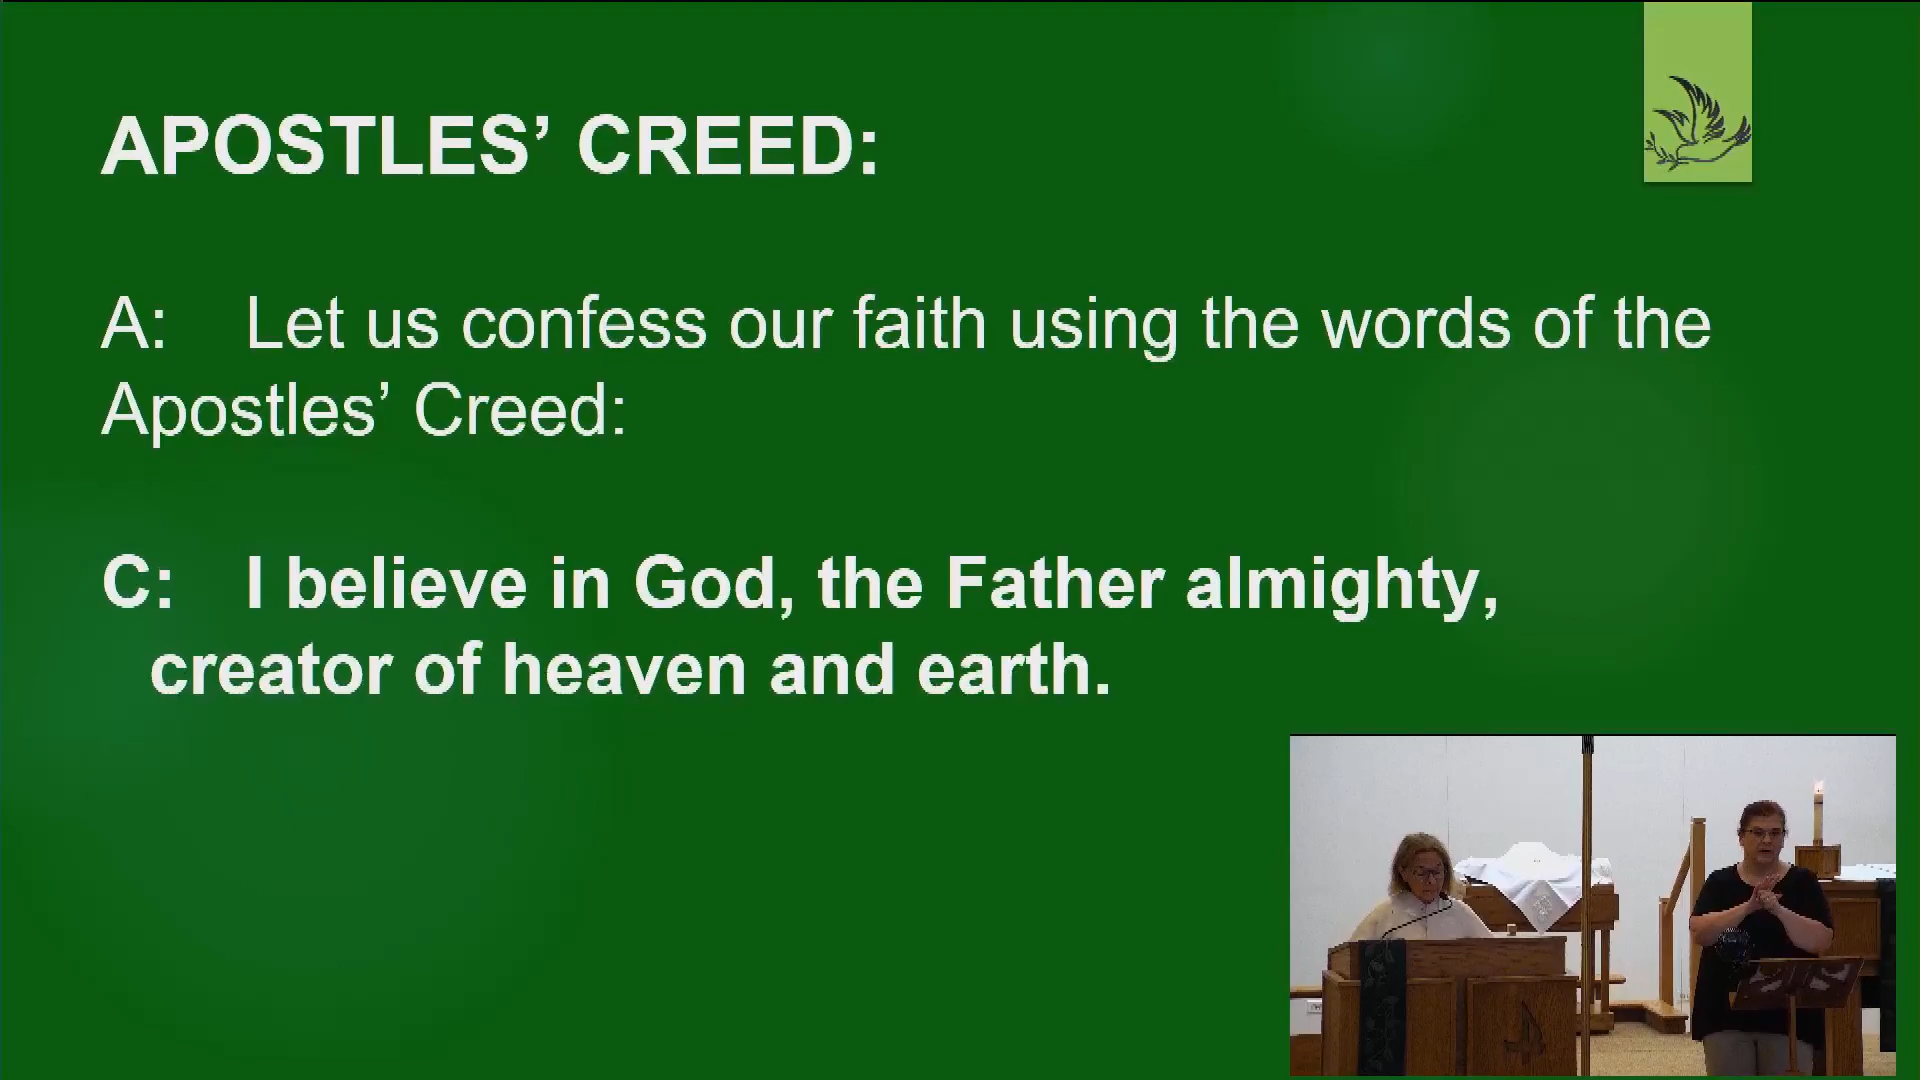 APOSTLES’ CREED:
A: Let us confess our faith using the words of the
Apostles’ Creed:
C: I believe in God, the Father almighty,
creator of heaven and earth.